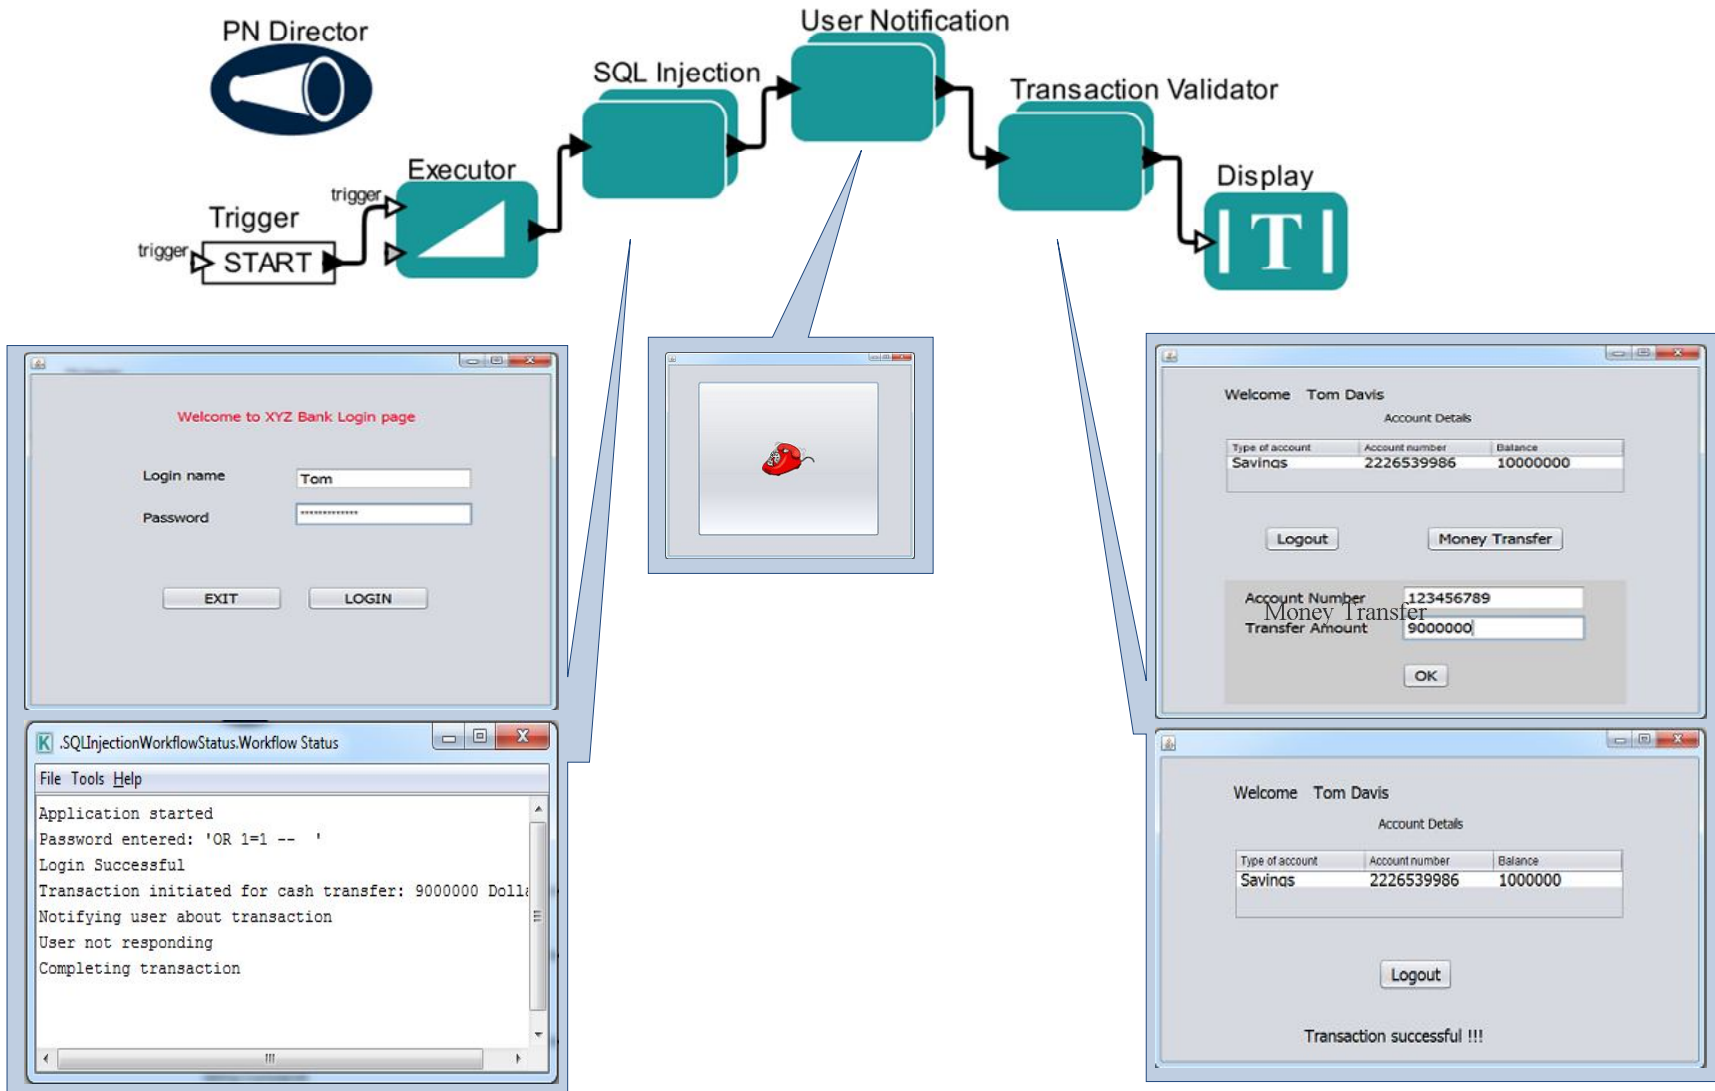 PN Director
User Notification
SQL Injection
Transaction Validator
Executor
trigger
Display
Trigger
trigger
START
T
Welcome to XYZ Bank Login page
Login name Tom
Password *************
EXIT LOGIN
.SQLInjectionWorkflowStatus.Workflow Status
File Tools Help
Application started
Password entered: 'OR 1=1 -- '
Login Successful
Transaction initiated for cash transfer: 9000000 Dolla
Notifying user about transaction
User not responding
Completing transaction
Welcome Tom Davis
Account Details
Type of account Account number Balance
Savings 2226539986 10000000
Logout Money Transfer
Account Number 123456789
Money Transfer
Transfer Amount 9000000
OK
Welcome Tom Davis
Account Details
Type of account Account number Balance
Savings 2226539986 1000000
Logout
Transaction successful !!!